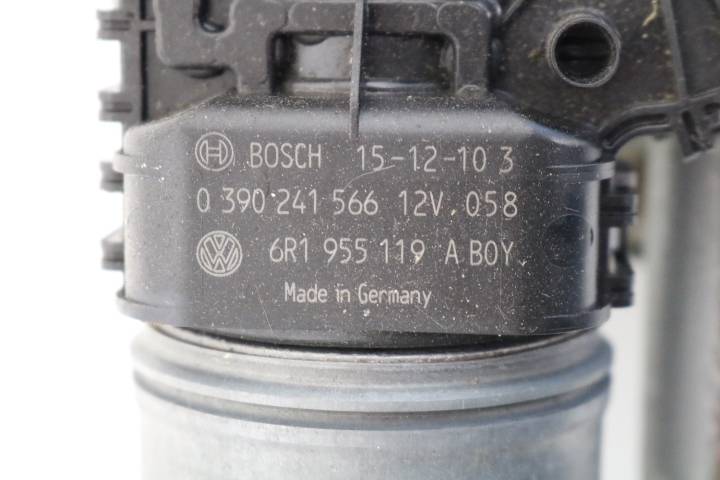 BOSCH 15-12-10 3
0 390 241 566 12V 058
6R1 955 119 A BOY
Made in Germany